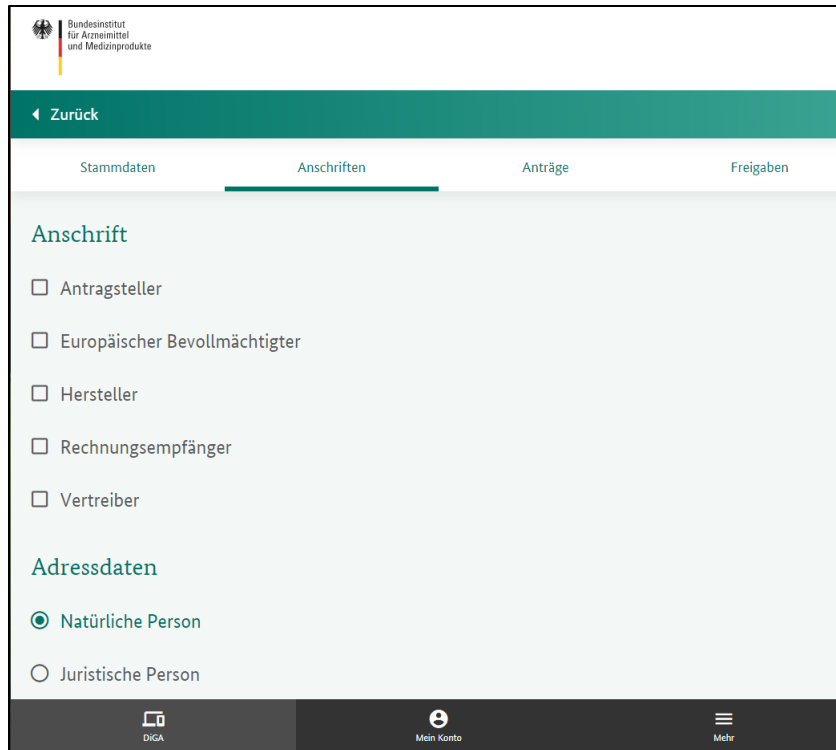 Bundesinstitut
für Arzneimittel
und Medizinprodukte
Zurück
Stammdaten
Anschriften
Anträge
Freigaben
Anschrift
Antragsteller
Europäischer Bevollmächtigter
Hersteller
Rechnungsempfänger
Vertreiber
Adressdaten
Natürliche Person
Juristische Person
DiGA
Mein Konto
Mehr